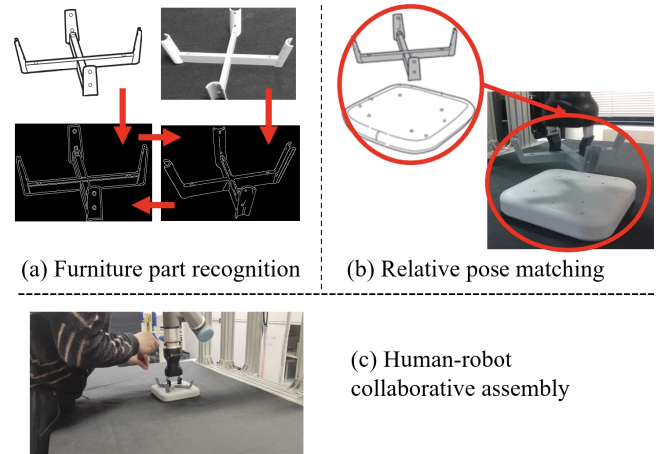 (a) Furniture part recognition
(b) Relative pose matching
(c) Human-robot
collaborative assembly